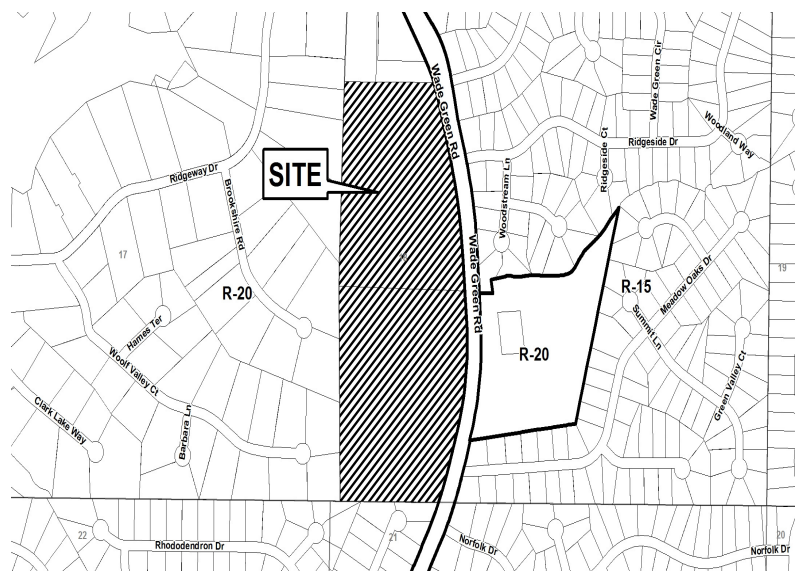 Wade Green Rd
Wade Green Cir
Woodland Way
Ridgeside Ct
Ridgeside Dr
SITE
Ridgeway Dr
Brookshire Rd
Woodstream Ln
17
R-20
Wade Green Rd
R-15
Meadow Oaks Dr
19
Hames Ter
Summit Ln
R-20
Woolf Valley Ct
Green Valley Ct
Clark Lake Way
Barbara Ln
22
Rhododendron Dr
21
Norfolk Dr
20
Norfolk Dr